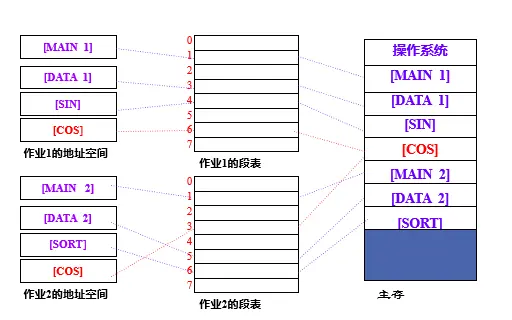 [MAIN 1]
[DATA 1]
[SIN]
[COS]
作业1的地址空间
0
1
2
3
4
5
6
7
作业1的段表
[MAIN 2]
[DATA 2]
[SORT]
[COS]
作业2的地址空间
0
1
2
3
4
5
6
7
作业2的段表
操作系统
[MAIN 1]
[DATA 1]
[SIN]
[COS]
[MAIN 2]
[DATA 2]
[SORT]
主存